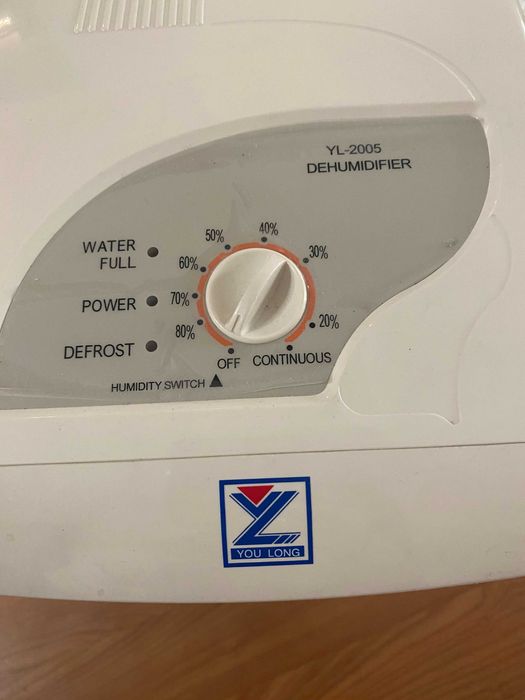 YL-2005
DEHUMIDIFIER
WATER
FULL
POWER
DEFROST
40%
50%
30%
60%
70%
20%
80%
OFF
CONTINUOUS
HUMIDITY SWITCH ▲
YOU LONG